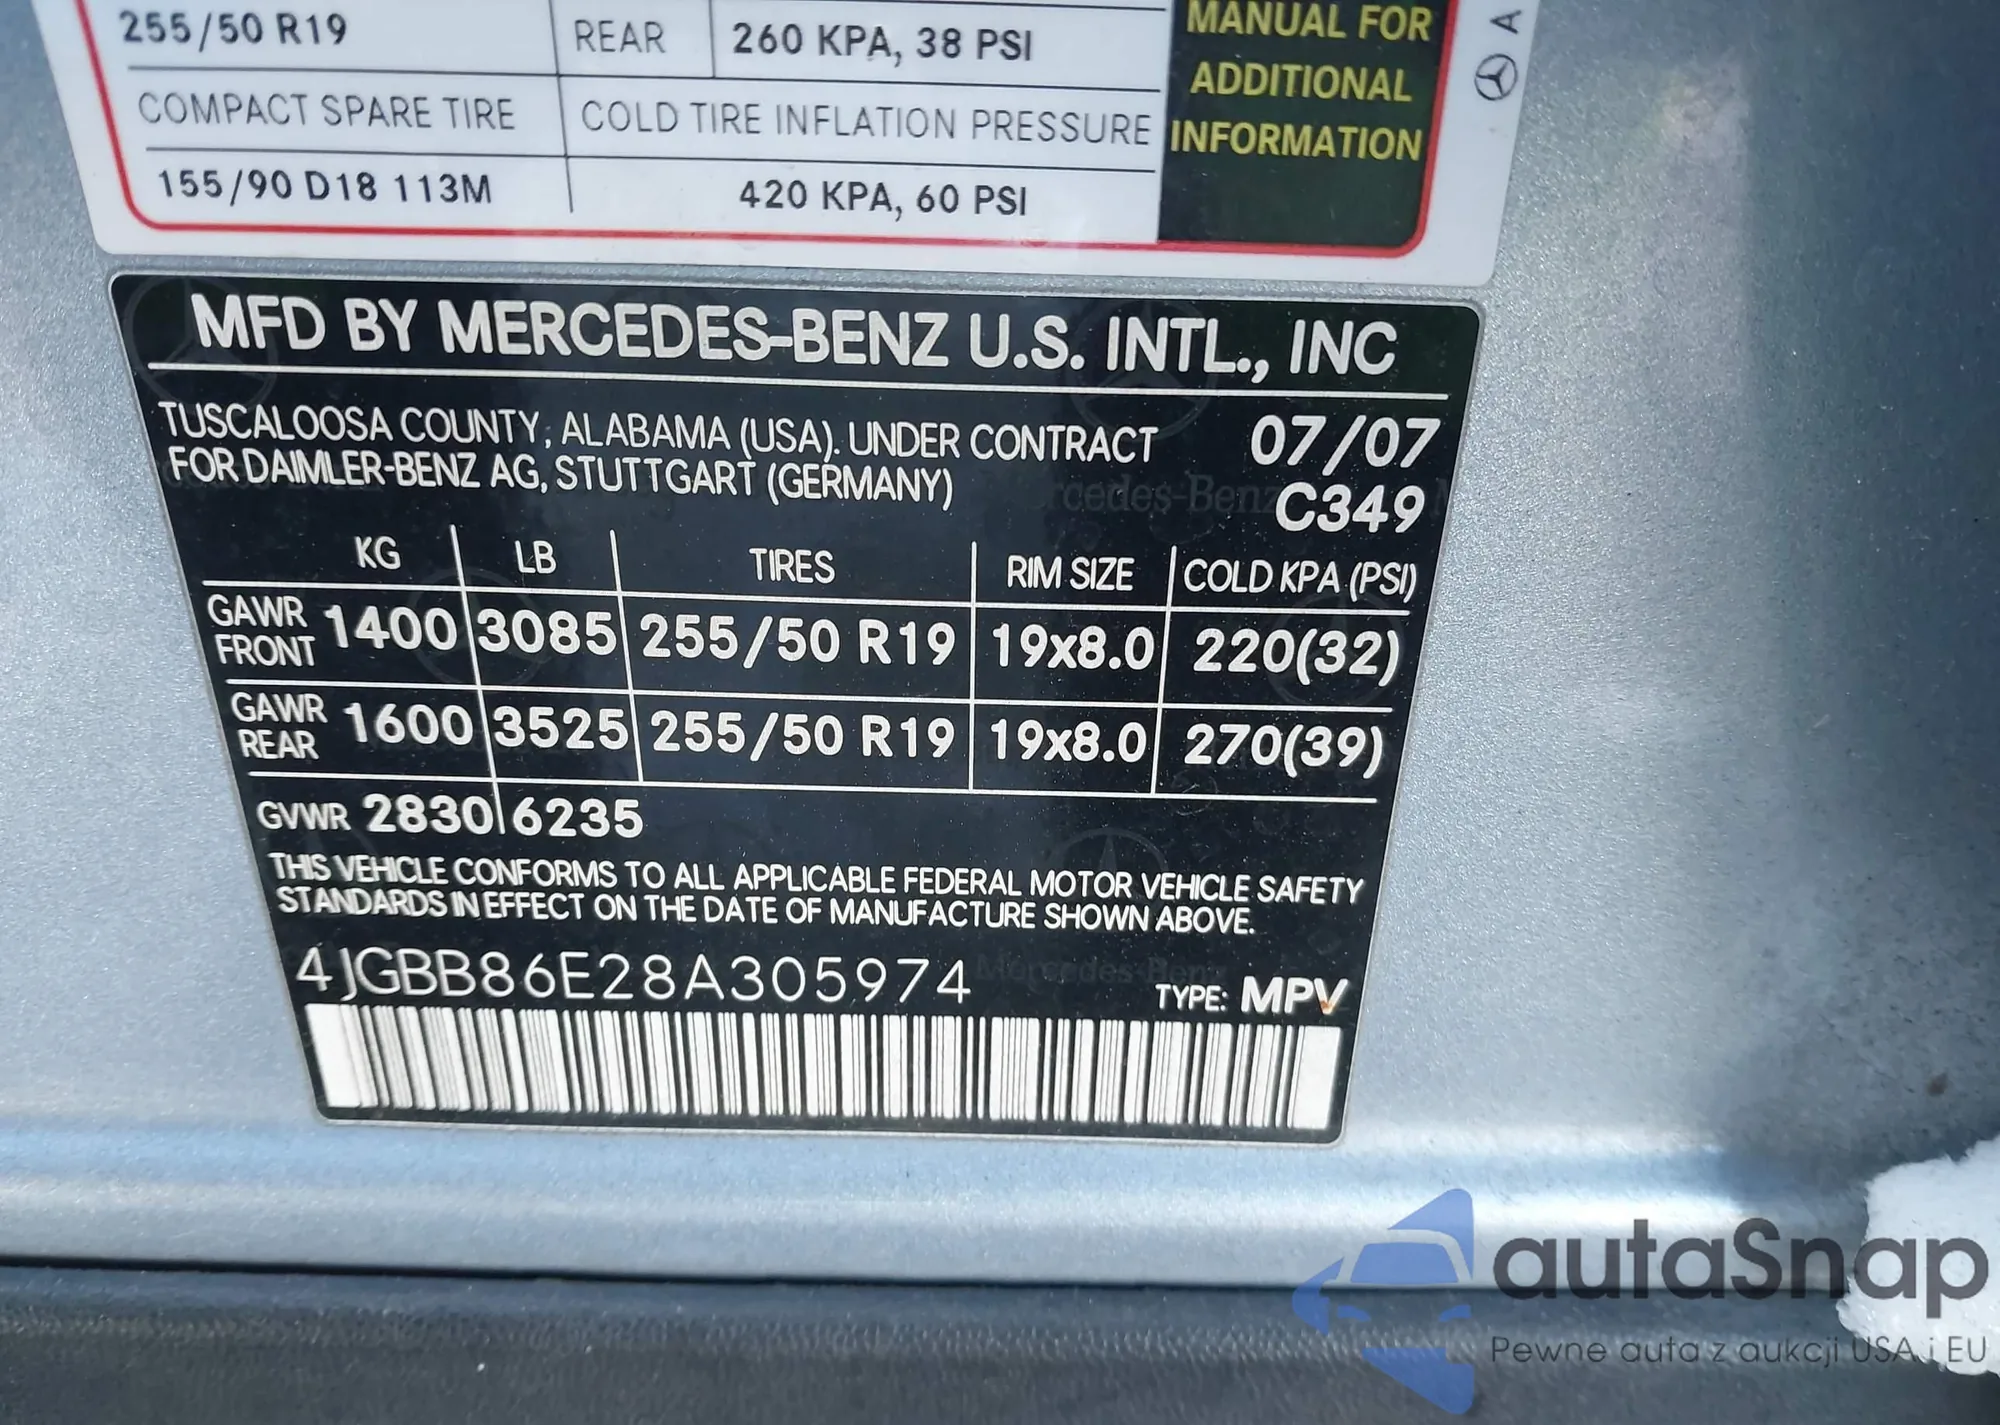 255/50 R19 REAR 260 KPA, 38 PSI
COMPACT SPARE TIRE COLD TIRE INFLATION PRESSURE
155/90 D18 113M 420 KPA, 60 PSI
MANUAL FOR
ADDITIONAL
INFORMATION
A
MFD BY MERCEDES-BENZ U.S. INTL., INC
TUSCALOOSA COUNTY, ALABAMA (USA). UNDER CONTRACT 07/07
FOR DAIMLER-BENZ AG, STUTTGART (GERMANY) C349
KG LB TIRES RIM SIZE COLD KPA (PSI)
GAWR FRONT 1400 3085 255/50 R19 19x8.0 220(32)
GAWR REAR 1600 3525 255/50 R19 19x8.0 270(39)
GVWR 2830 6235
THIS VEHICLE CONFORMS TO ALL APPLICABLE FEDERAL MOTOR VEHICLE SAFETY
STANDARDS IN EFFECT ON THE DATE OF MANUFACTURE SHOWN ABOVE.
4JGBB86E28A305974 TYPE: MPV
autaSnap
Pewne auta z aukcji USA i EU